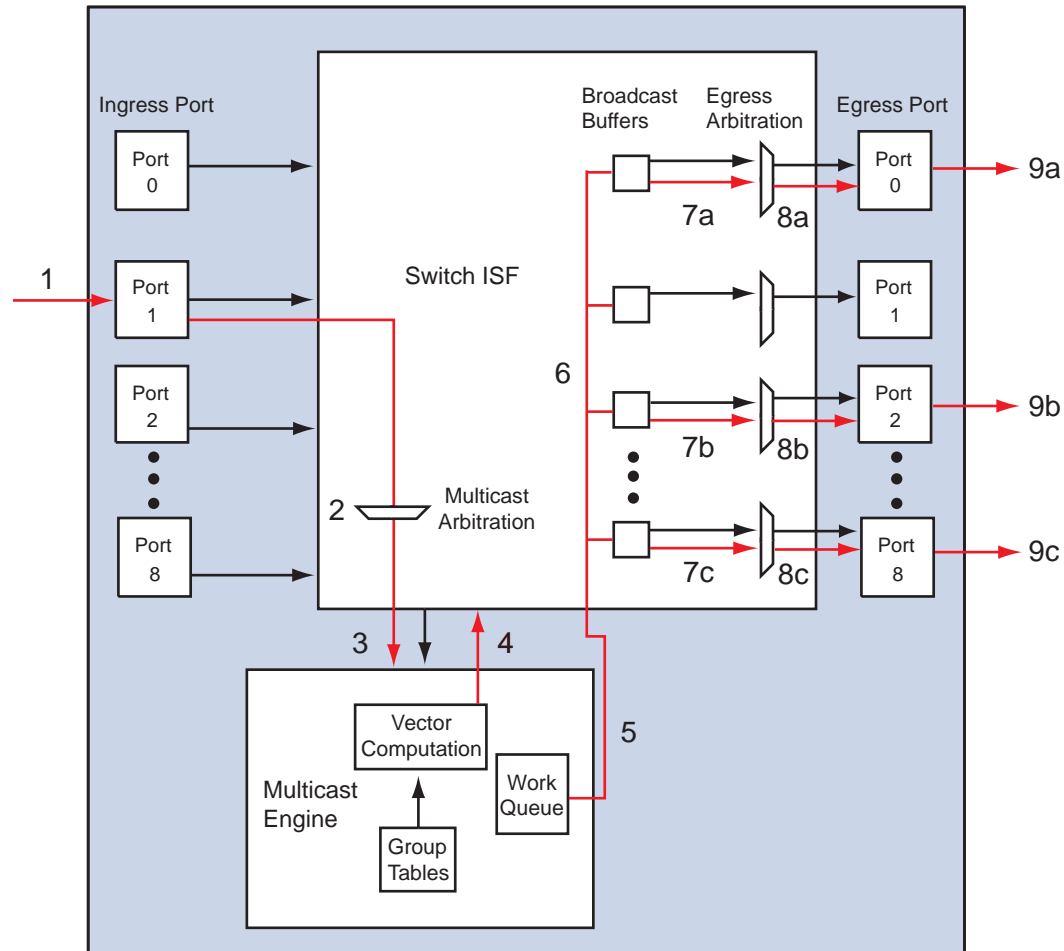 Ingress Port
Broadcast
Buffers
Egress
Arbitration
Egress Port
Port
0
Port
0
9a
7a
8a
1
Port
1
Switch ISF
Port
1
6
Port
2
Port
2
9b
7b
8b
2
Multicast
Arbitration
Port
8
Port
8
9c
7c
8c
3
4
Vector
Computation
5
Work
Queue
Multicast
Engine
Group
Tables